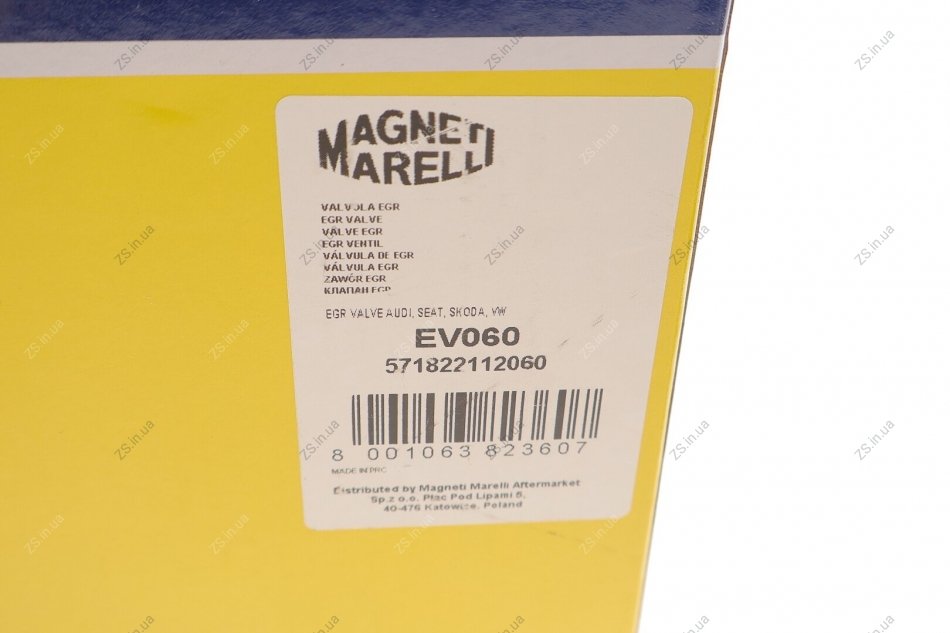 MAGNETI
MARELLI
VALVOLA EGR
EGR VALVE
VALVE EGR
EGR VENTIL
VÁLVULA DE EGR
VÁLVULA EGR
ZAWÓR EGR
КЛАПАН EGR
EGR VALVE AUDI, SEAT, SKODA, VW
EV060
571822112060
8 001063 823607
MADE IN PRC
Distributed by Magneti Marelli Aftermarket
Sp.z o.o. Plac Pod Lipami 5,
40-476 Katowice, Poland
ZS.in.ua